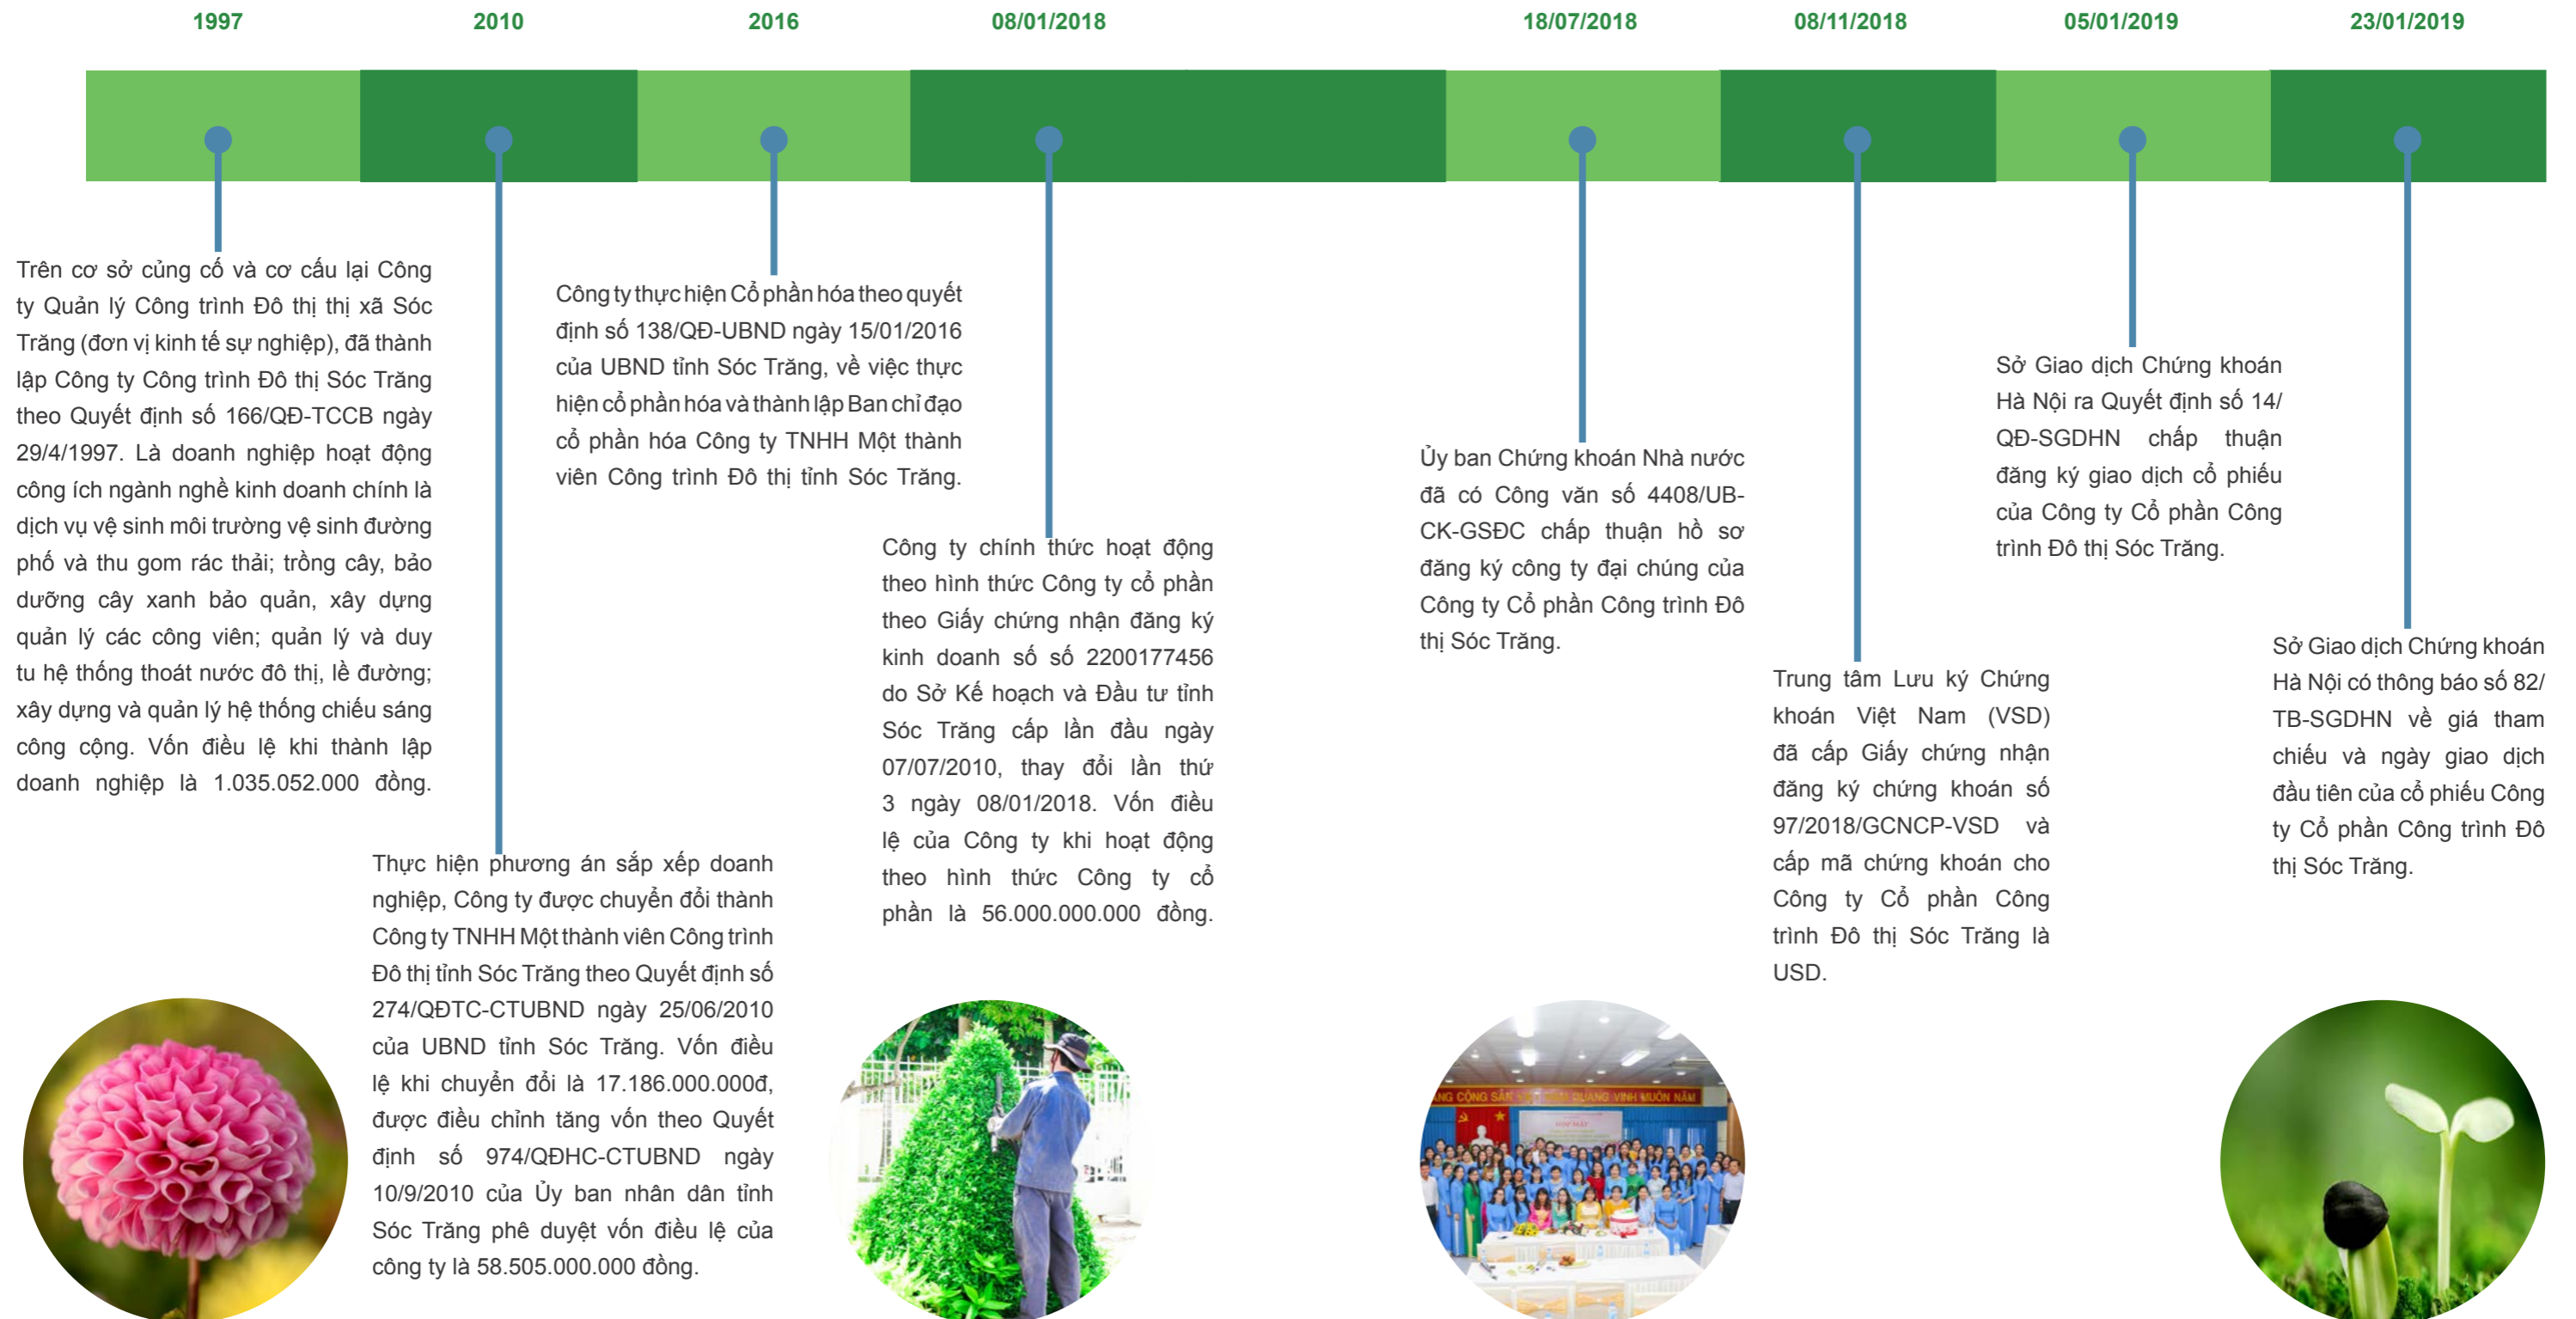 1997
2010
2016
08/01/2018
18/07/2018
08/11/2018
05/01/2019
23/01/2019
Trên cơ sở củng cố và cơ cấu lại Công
ty Quản lý Công trình Đô thị thị xã Sóc
Trăng (đơn vị kinh tế sự nghiệp), đã thành
lập Công ty Công trình Đô thị Sóc Trăng
theo Quyết định số 166/QĐ-TCCB ngày
29/4/1997. Là doanh nghiệp hoạt động
công ích ngành nghề kinh doanh chính là
dịch vụ vệ sinh môi trường vệ sinh đường
phố và thu gom rác thải; trồng cây, bảo
dưỡng cây xanh bảo quản, xây dựng
quản lý các công viên; quản lý và duy
tu hệ thống thoát nước đô thị, lề đường;
xây dựng và quản lý hệ thống chiếu sáng
công cộng. Vốn điều lệ khi thành lập
doanh nghiệp là 1.035.052.000 đồng.
Thực hiện phương án sắp xếp doanh
nghiệp, Công ty được chuyển đổi thành
Công ty TNHH Một thành viên Công trình
Đô thị tỉnh Sóc Trăng theo Quyết định số
274/QĐTC-CTUBND ngày 25/06/2010
của UBND tỉnh Sóc Trăng. Vốn điều
lệ khi chuyển đổi là 17.186.000.000đ,
được điều chỉnh tăng vốn theo Quyết
định số 974/QĐHC-CTUBND ngày
10/9/2010 của Ủy ban nhân dân tỉnh
Sóc Trăng phê duyệt vốn điều lệ của
công ty là 58.505.000.000 đồng.
Công ty thực hiện Cổ phần hóa theo quyết
định số 138/QĐ-UBND ngày 15/01/2016
của UBND tỉnh Sóc Trăng, về việc thực
hiện cổ phần hóa và thành lập Ban chỉ đạo
cổ phần hóa Công ty TNHH Một thành
viên Công trình Đô thị tỉnh Sóc Trăng.
Công ty chính thức hoạt động
theo hình thức Công ty cổ phần
theo Giấy chứng nhận đăng ký
kinh doanh số số 2200177456
do Sở Kế hoạch và Đầu tư tỉnh
Sóc Trăng cấp lần đầu ngày
07/07/2010, thay đổi lần thứ
3 ngày 08/01/2018. Vốn điều
lệ của Công ty khi hoạt động
theo hình thức Công ty cổ
phần là 56.000.000.000 đồng.
Ủy ban Chứng khoán Nhà nước
đã có Công văn số 4408/UB-
CK-GSĐC chấp thuận hồ sơ
đăng ký công ty đại chúng của
Công ty Cổ phần Công trình Đô
thị Sóc Trăng.
Trung tâm Lưu ký Chứng
khoán Việt Nam (VSD)
đã cấp Giấy chứng nhận
đăng ký chứng khoán số
97/2018/GCNCP-VSD và
cấp mã chứng khoán cho
Công ty Cổ phần Công
trình Đô thị Sóc Trăng là
USD.
Sở Giao dịch Chứng khoán
Hà Nội ra Quyết định số 14/
QĐ-SGDHN chấp thuận
đăng ký giao dịch cổ phiếu
của Công ty Cổ phần Công
trình Đô thị Sóc Trăng.
Sở Giao dịch Chứng khoán
Hà Nội có thông báo số 82/
TB-SGDHN về giá tham
chiếu và ngày giao dịch
đầu tiên của cổ phiếu Công
ty Cổ phần Công trình Đô
thị Sóc Trăng.
NG CỘNG SẢN QUANG VINH MUÔN NĂM
HỌP MẶT